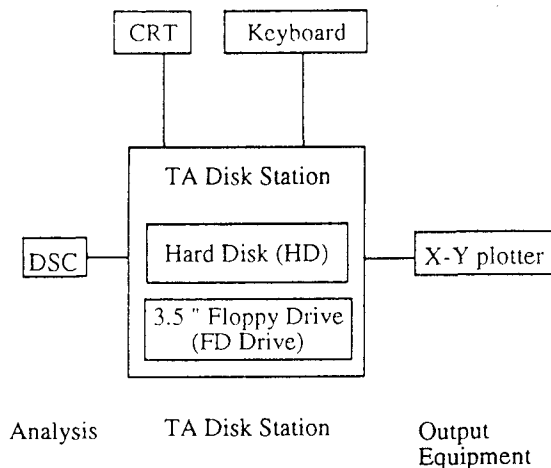 CRT
Keyboard
TA Disk Station
DSC
Hard Disk (HD)
X-Y plotter
3.5 " Floppy Drive
(FD Drive)
Analysis
TA Disk Station
Output
Equipment